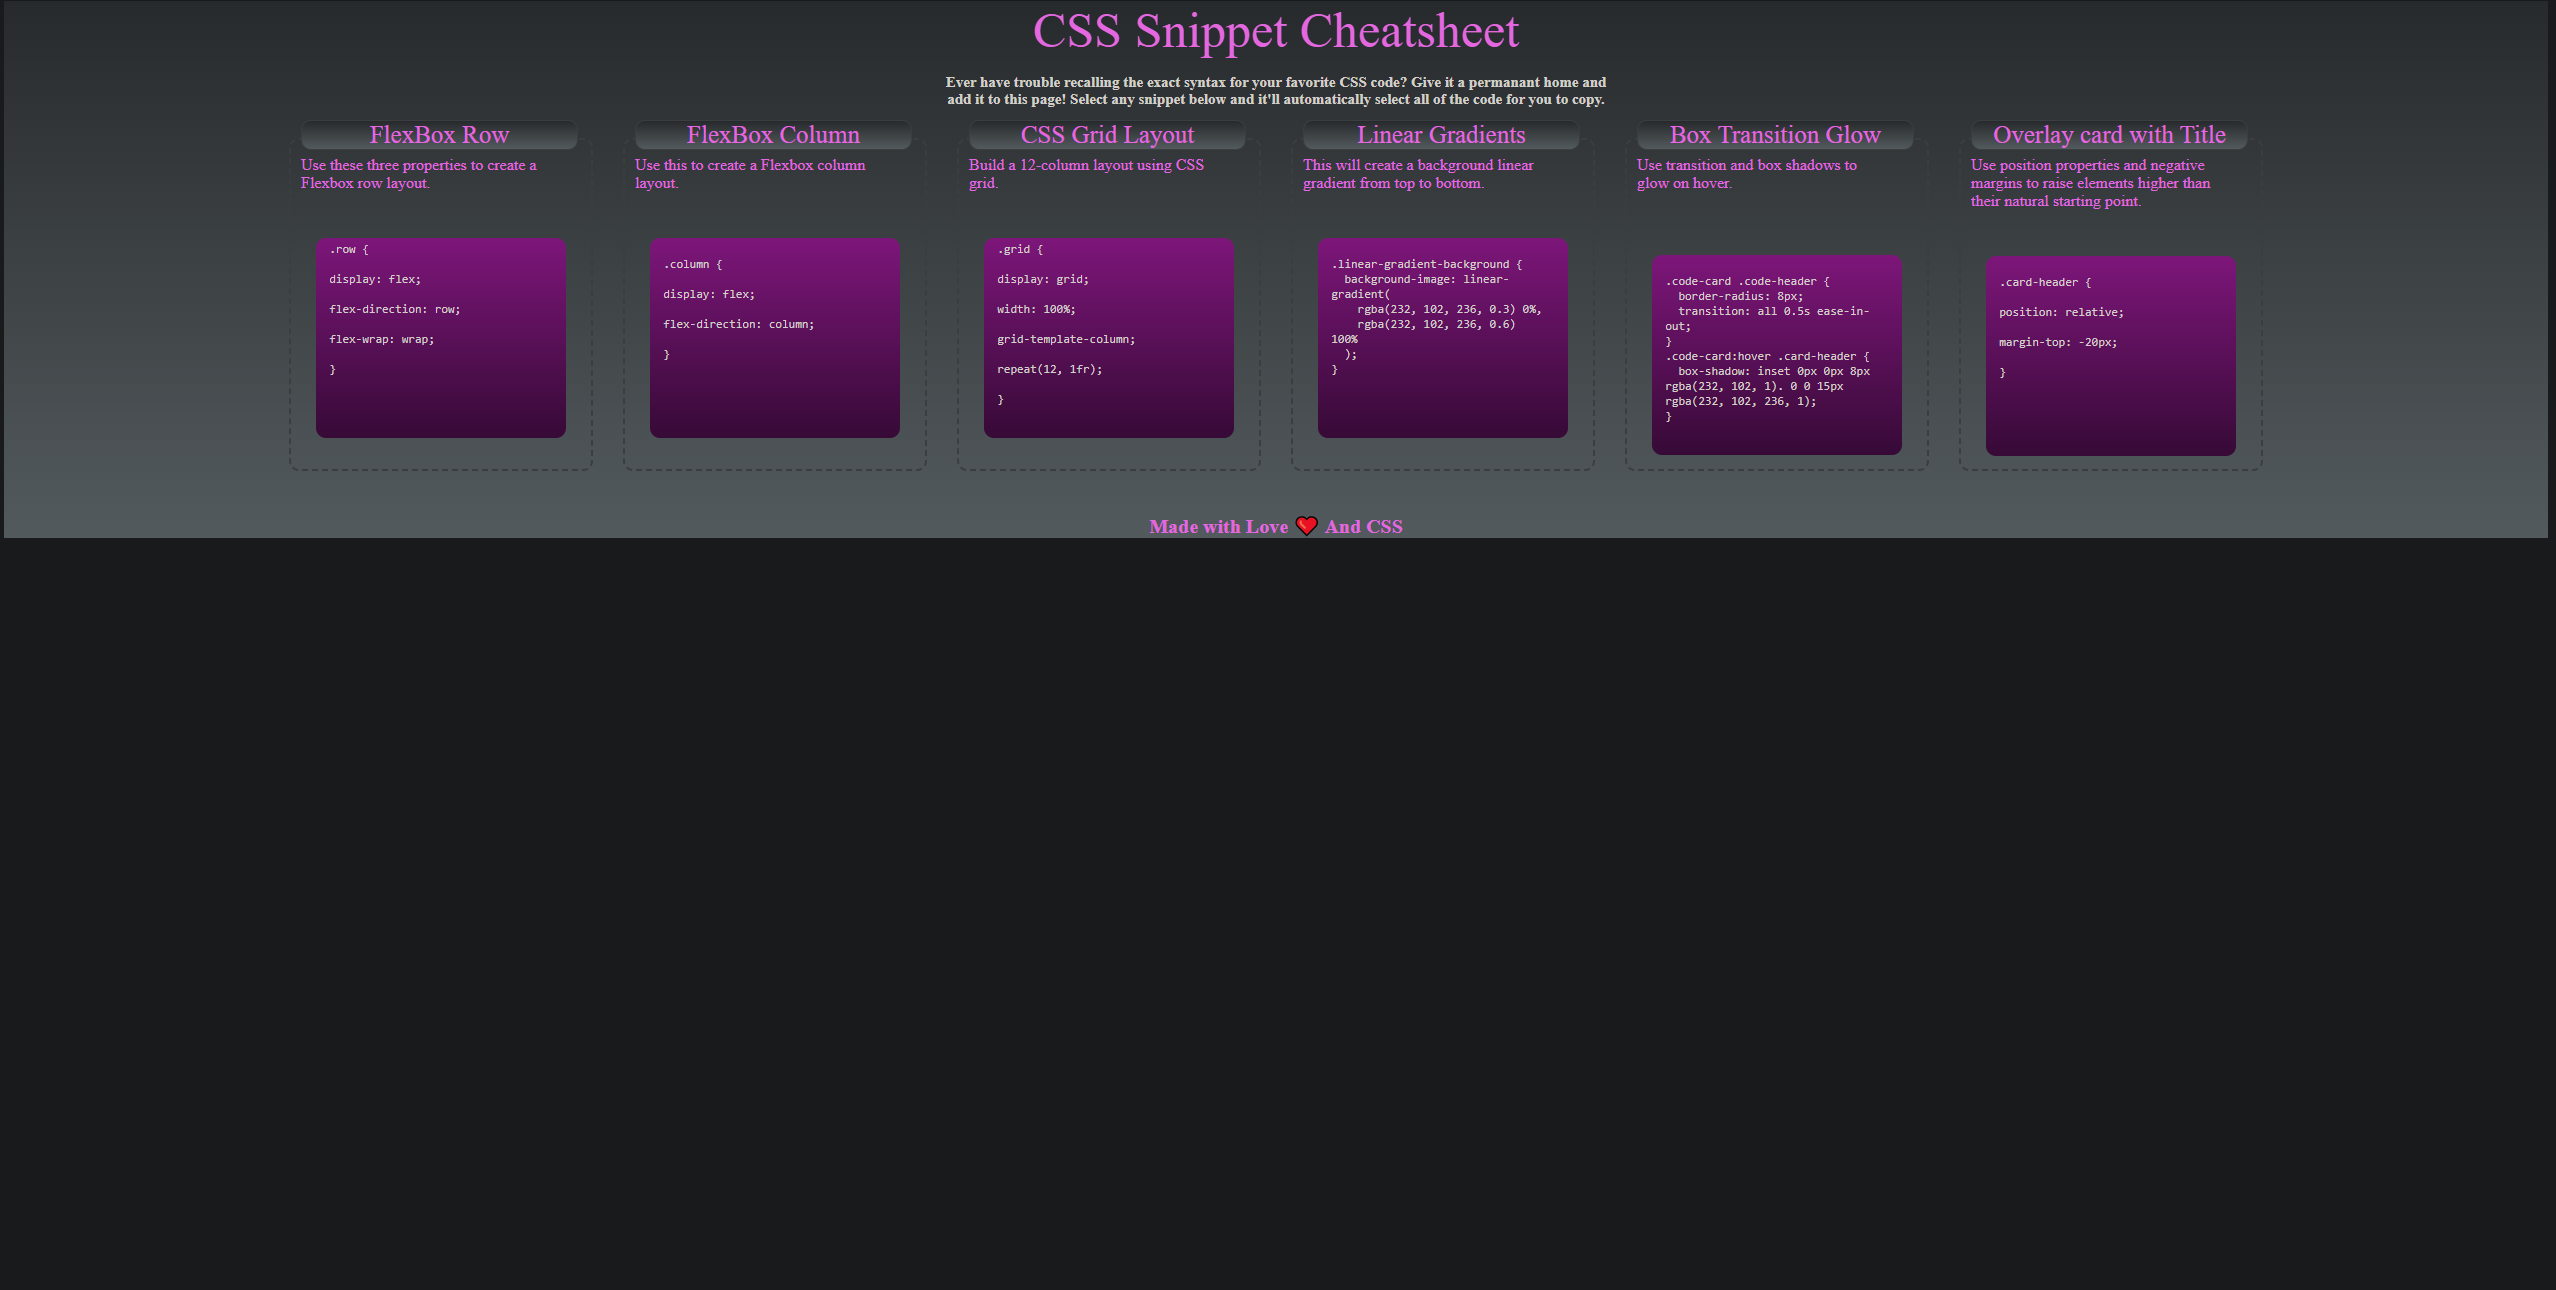 CSS Snippet Cheatsheet
Ever have trouble recalling the exact syntax for your favorite CSS code? Give it a permanant home and
add it to this page! Select any snippet below and it'll automatically select all of the code for you to copy.
FlexBox Row
Use these three properties to create a
Flexbox row layout.
.row {
display: flex;
flex-direction: row;
flex-wrap: wrap;
}
FlexBox Column
Use this to create a Flexbox column
layout.
.column {
display: flex;
flex-direction: column;
}
CSS Grid Layout
Build a 12-column layout using CSS
grid.
.grid {
display: grid;
width: 100%;
grid-template-column;
repeat(12, 1fr);
}
Linear Gradients
This will create a background linear
gradient from top to bottom.
.linear-gradient-background {
background-image: linear-
gradient(
rgba(232, 102, 236, 0.3) 0%,
rgba(232, 102, 236, 0.6)
100%
);
}
Box Transition Glow
Use transition and box shadows to
glow on hover.
.code-card .code-header {
border-radius: 8px;
transition: all 0.5s ease-in-
out;
}
.code-card:hover .card-header {
box-shadow: inset 0px 0px 8px
rgba(232, 102, 1). 0 0 15px
rgba(232, 102, 236, 1);
}
Overlay card with Title
Use position properties and negative
margins to raise elements higher than
their natural starting point.
.card-header {
position: relative;
margin-top: -20px;
}
Made with Love ❤️ And CSS